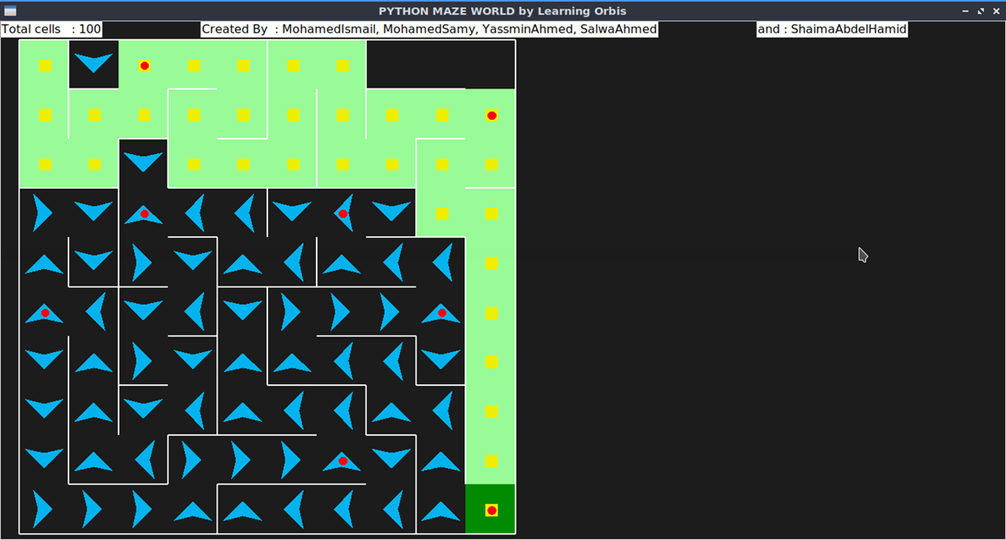 PYTHON MAZE WORLD by Learning Orbis
Total cells : 100 Created By : MohamedIsmail, MohamedSamy, YassminAhmed, SalwaAhmed and : ShaimaAbdelHamid